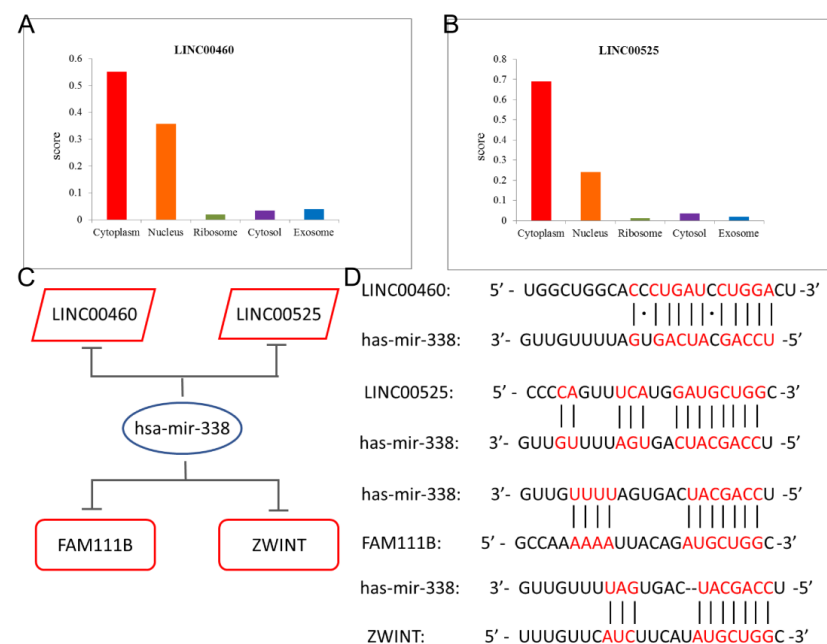 A
LINC00460
0.6
0.5
0.4
0.3
0.2
0.1
0
score
Cytoplasm Nucleus Ribosome Cytosol Exosome
B
LINC00525
0.8
0.7
0.6
0.5
0.4
0.3
0.2
0.1
0
score
Cytoplasm Nucleus Ribosome Cytosol Exosome
C
LINC00460 LINC00525
hsa-mir-338
FAM111B ZWINT
D
LINC00460: 5’ - UGGCUGGCACCCUGAUCCUGGACU -3’
has-mir-338: 3’- GUUGUUUUAGUGACUACGACCU -5’
LINC00525: 5’ - CCCCAGUUUCAUGGAUGCUGGC-3’
has-mir-338: 3’- GUUGUUUUAGUGACUACGACCU -5’
has-mir-338: 3’- GUUGUUUUAGUGACUACGACCU -5’
FAM111B: 5’ - GCCAAAAAAUUACAGAUGCUGGC-3’
has-mir-338: 3’- GUUGUUUUAGUGAC--UACGACCU -5’
ZWINT: 5’ - UUUGUUCAUCUUCAUAUGCUGGC-3’